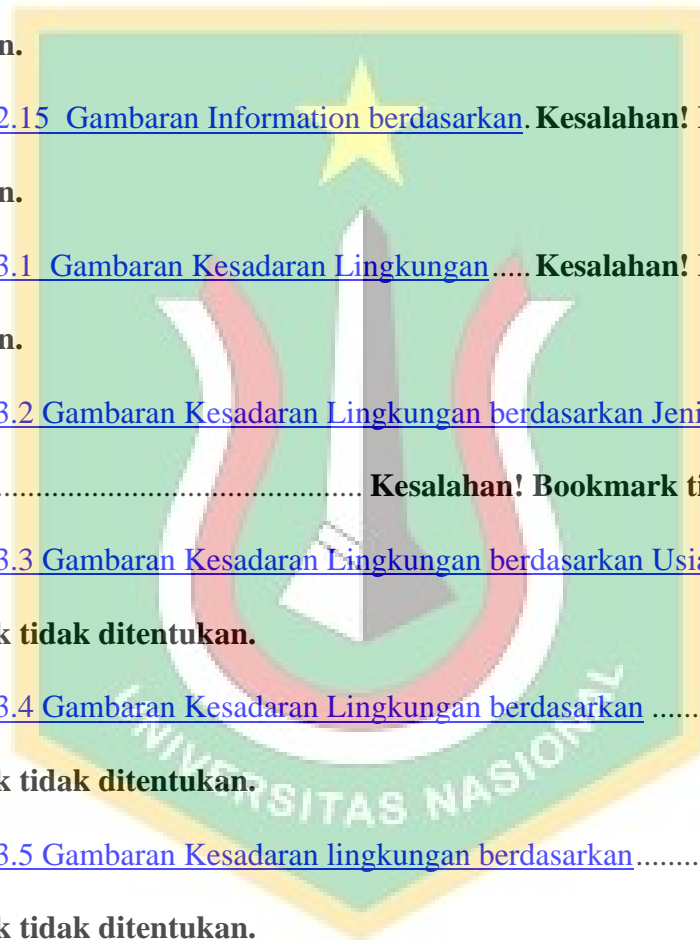 n.
2.15 Gambaran Information berdasarkan. Kesalahan!
n.
3.1 Gambaran Kesadaran Lingkungan..... Kesalahan!
n.
3.2 Gambaran Kesadaran Lingkungan berdasarkan Jeni
..................................... Kesalahan! Bookmark ti
3.3 Gambaran Kesadaran Lingkungan berdasarkan Usia
k tidak ditentukan.
3.4 Gambaran Kesadaran Lingkungan berdasarkan .......
k tidak ditentukan.
UNIVERSITAS NASIONAL
3.5 Gambaran Kesadaran lingkungan berdasarkan.........
k tidak ditentukan.